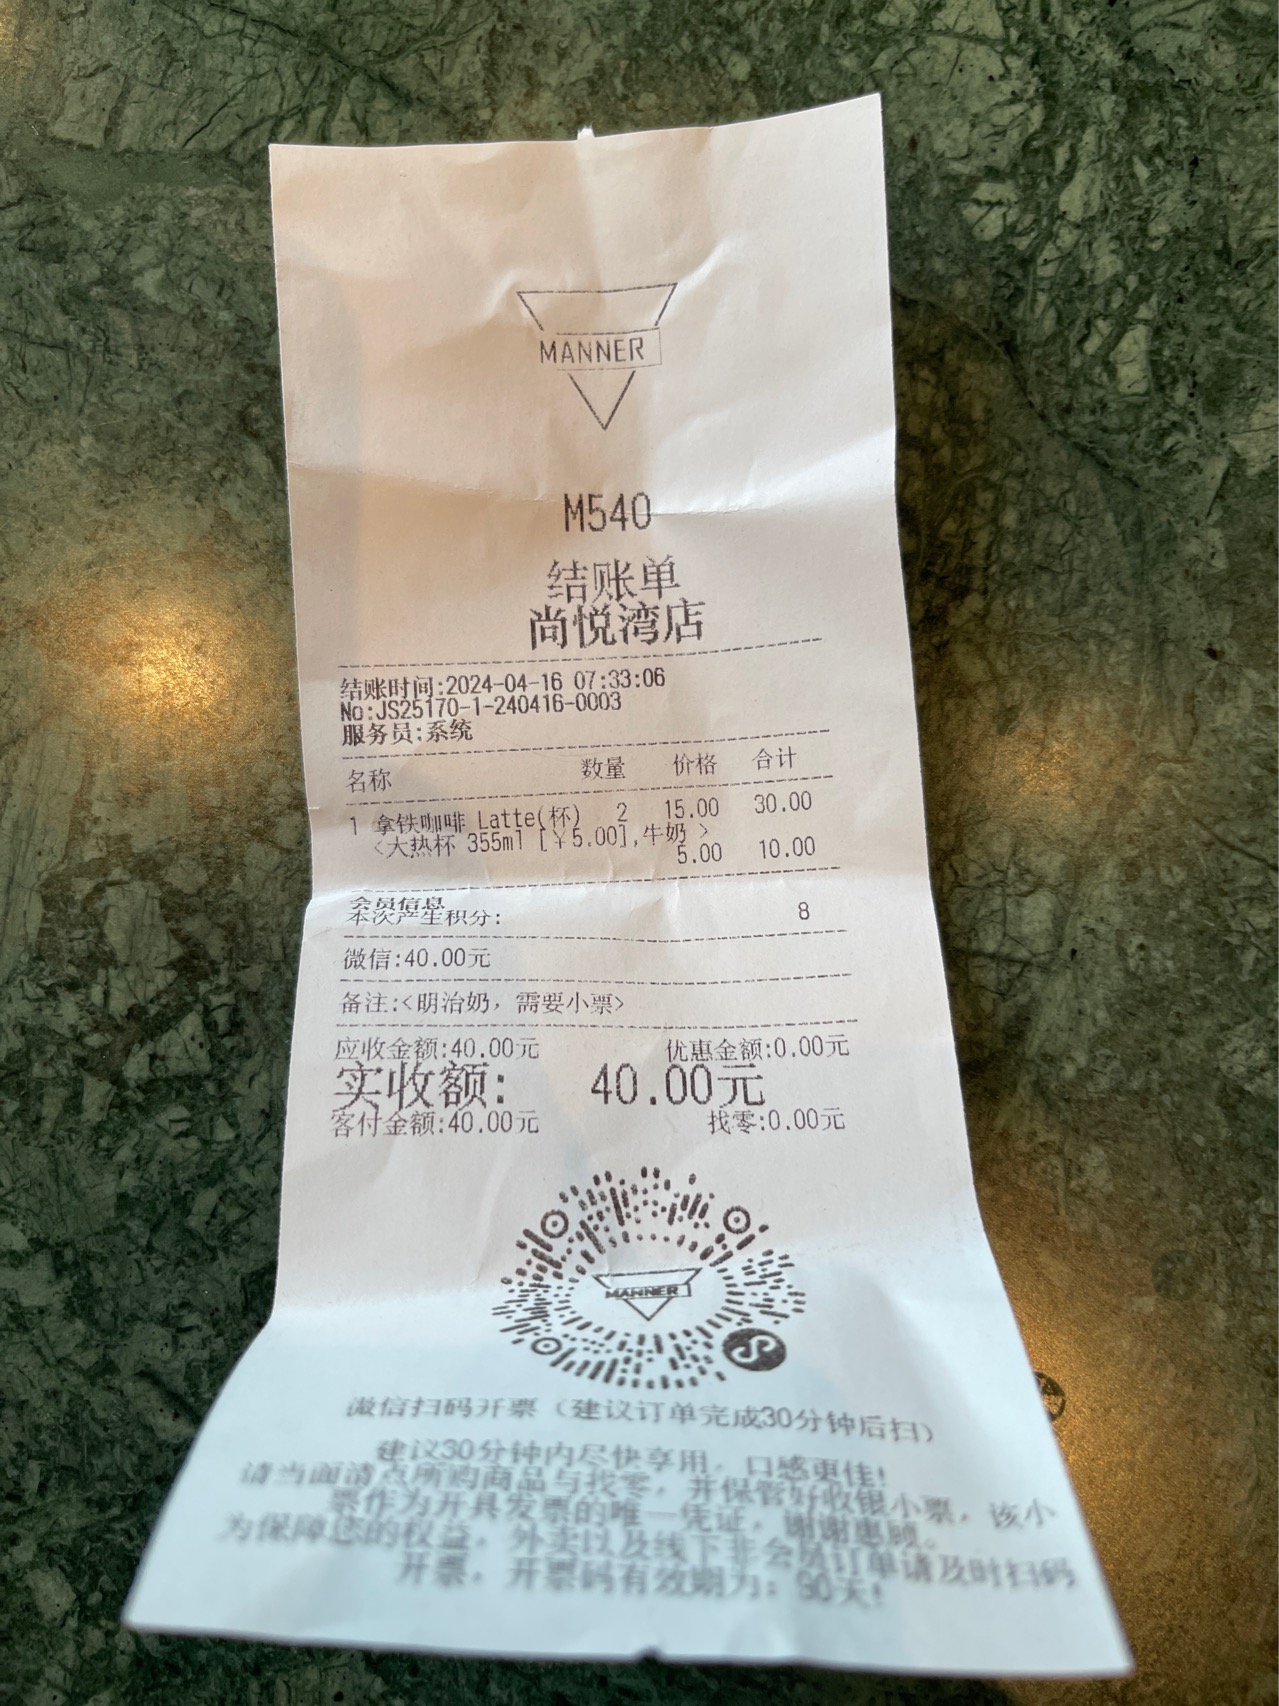 MANNER
M540
结账单
尚悦湾店
结账时间:2024-04-16 07:33:06
No:JS25170-1-240416-0003
服务员:系统
名称 数量 价格 合计
1 拿铁咖啡 Latte(杯) 2 15.00 30.00
<大热杯 355ml [￥5.00],牛奶 >
5.00 10.00
会员信息
本次产生积分: 8
微信:40.00元
备注:<明治奶，需要小票>
应收金额:40.00元 优惠金额:0.00元
实收额: 40.00元
客付金额:40.00元 找零:0.00元
MANNER
微信扫码开票（建议订单完成30分钟后扫）
建议30分钟内尽快享用，口感更佳!
请当面清点所购商品与找零，并保管好收银小票，该小
票作为开具发票的唯一凭证，谢谢惠顾。
为保障您的权益，外卖以及线下非会员订单请及时扫码
开票，开票码有效期为：90天!